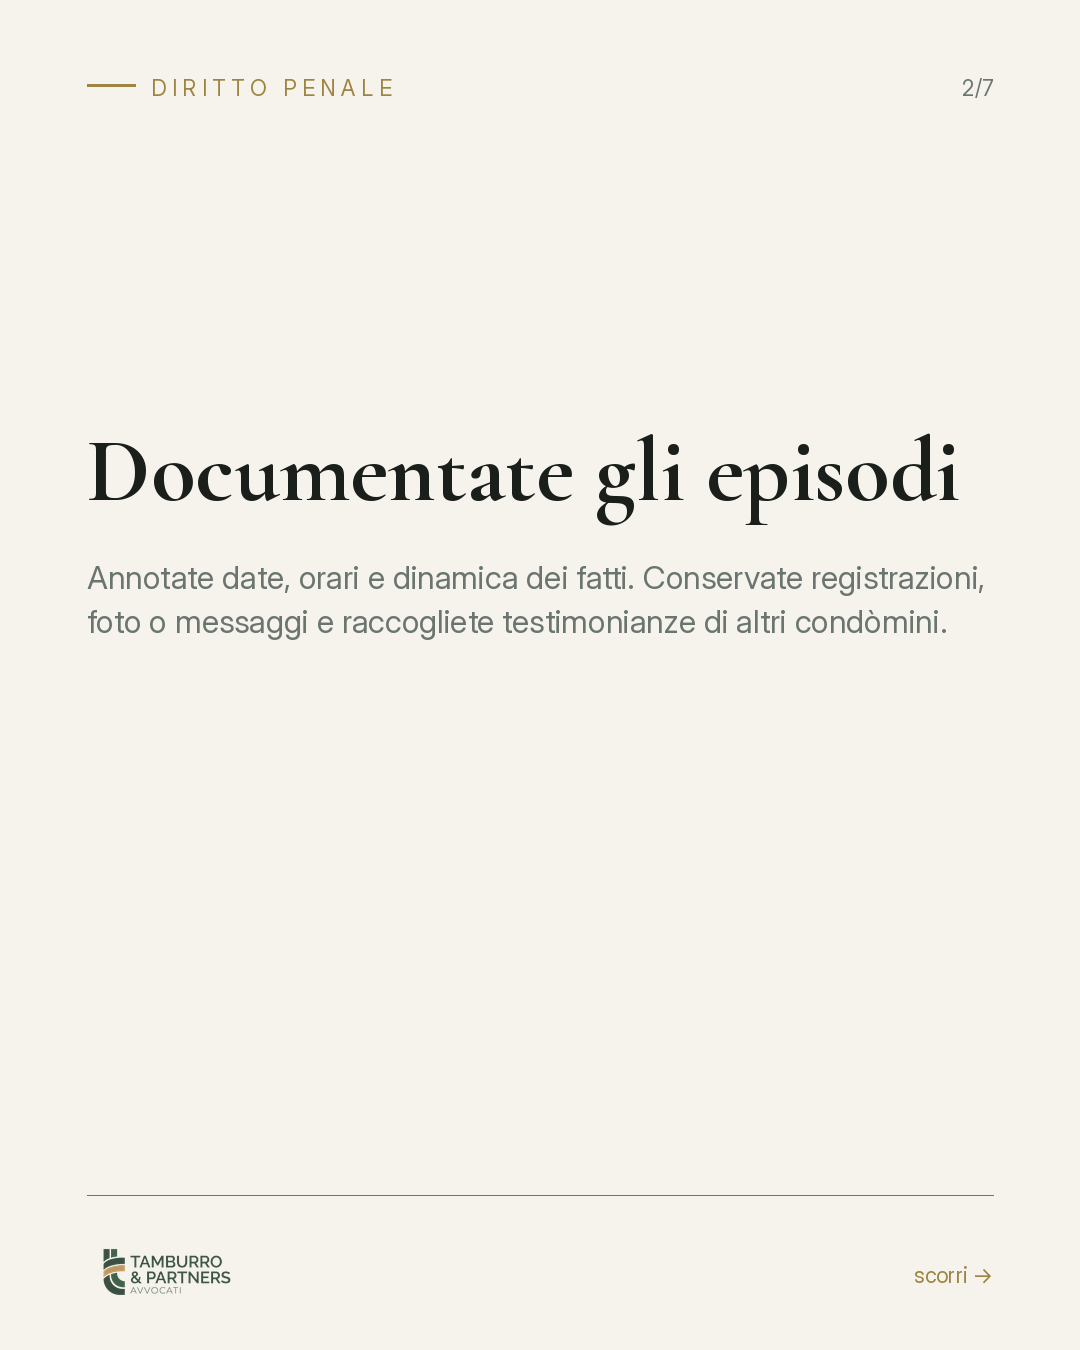 DIRITTO PENALE
2/7
Documentate gli episodi
Annotate date, orari e dinamica dei fatti. Conservate registrazioni,
foto o messaggi e raccogliete testimonianze di altri condòmini.
TAMBURRO
& PARTNERS
AVVOCATI
scorri →